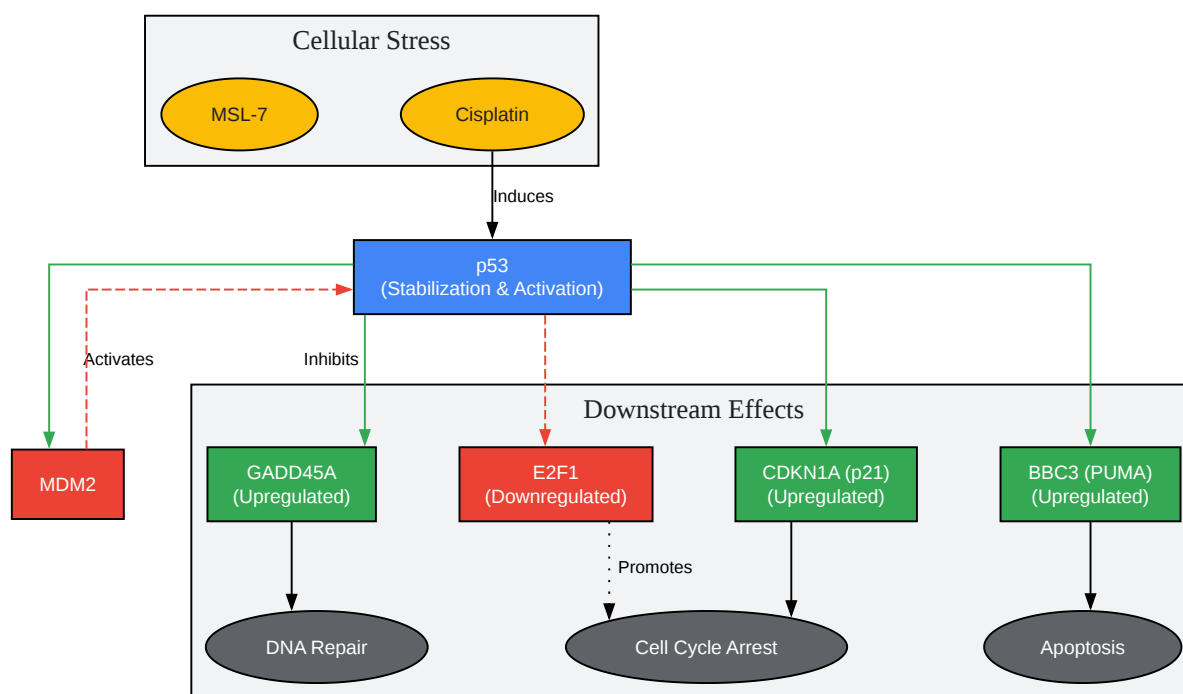 Cellular Stress
MSL-7
Cisplatin
Induces
p53
(Stabilization & Activation)
Activates
Inhibits
Downstream Effects
MDM2
GADD45A
(Upregulated)
E2F1
(Downregulated)
CDKN1A (p21)
(Upregulated)
BBC3 (PUMA)
(Upregulated)
Promotes
DNA Repair
Cell Cycle Arrest
Apoptosis